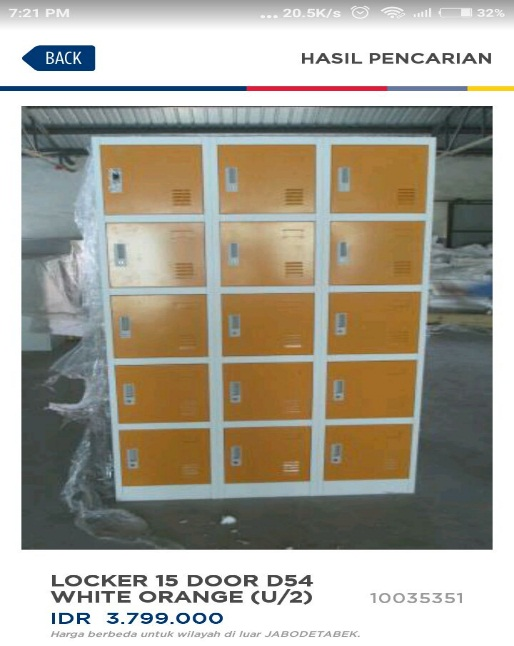 7:21 PM
... 20.5K/s
32%
BACK
HASIL PENCARIAN
LOCKER 15 DOOR D54
WHITE ORANGE (U/2)
10035351
IDR 3.799.000
Harga berbeda untuk wilayah di luar JABODETABEK.